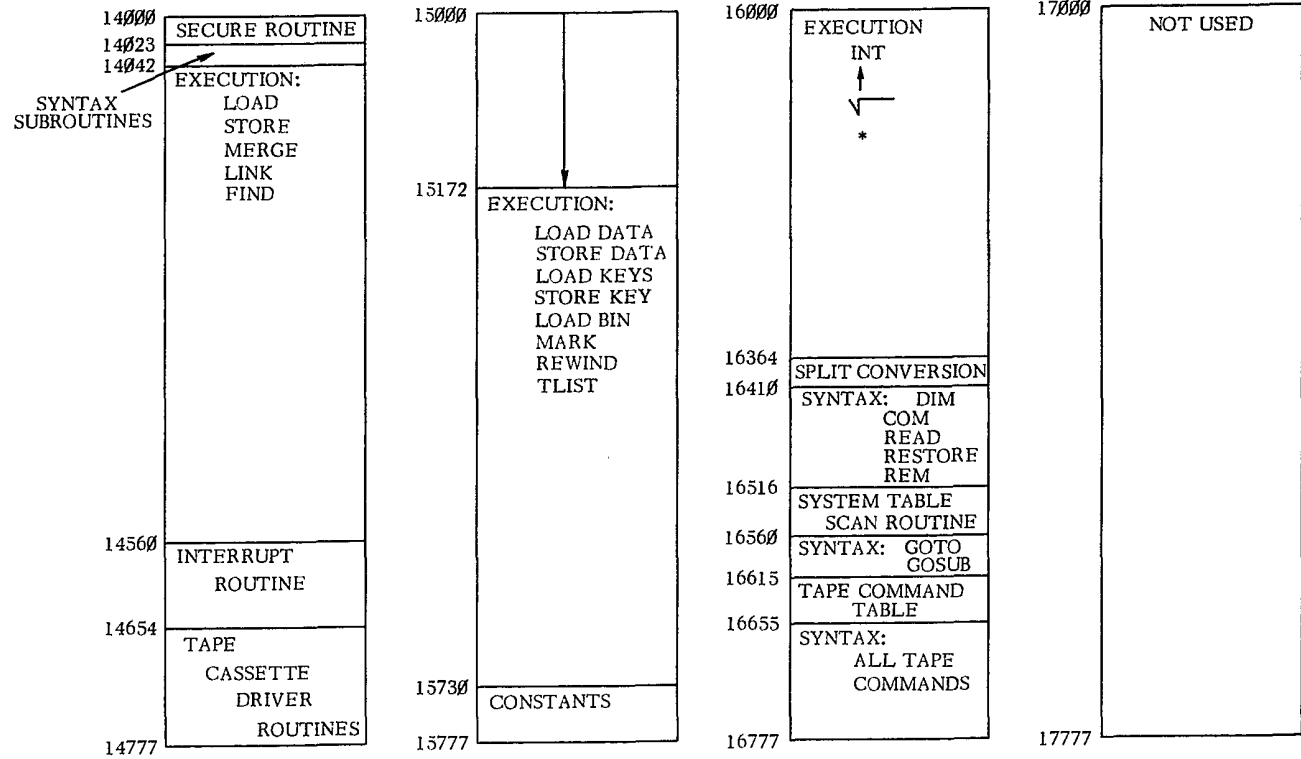 14000
SECURE ROUTINE
14023
14042
SYNTAX
SUBROUTINES
EXECUTION:
LOAD
STORE
MERGE
LINK
FIND
14560
INTERRUPT
ROUTINE
14654
TAPE
CASSETTE
DRIVER
ROUTINES
14777
15000
15172
EXECUTION:
LOAD DATA
STORE DATA
LOAD KEYS
STORE KEY
LOAD BIN
MARK
REWIND
TLIST
15730
CONSTANTS
15777
16000
EXECUTION
INT
↑
√
*
16364
SPLIT CONVERSION
16410
SYNTAX: DIM
COM
READ
RESTORE
REM
16516
SYSTEM TABLE
SCAN ROUTINE
16560
SYNTAX: GOTO
GOSUB
16615
TAPE COMMAND
TABLE
16655
SYNTAX:
ALL TAPE
COMMANDS
16777
17000
NOT USED
17777